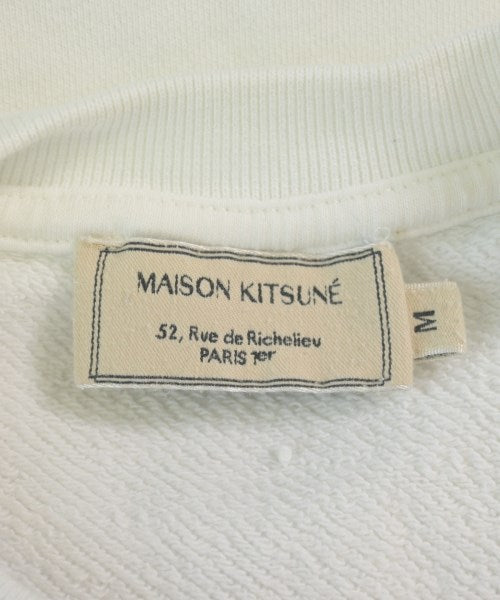 MAISON KITSUNÉ
52, Rue de Richelieu
PARIS 1er
M